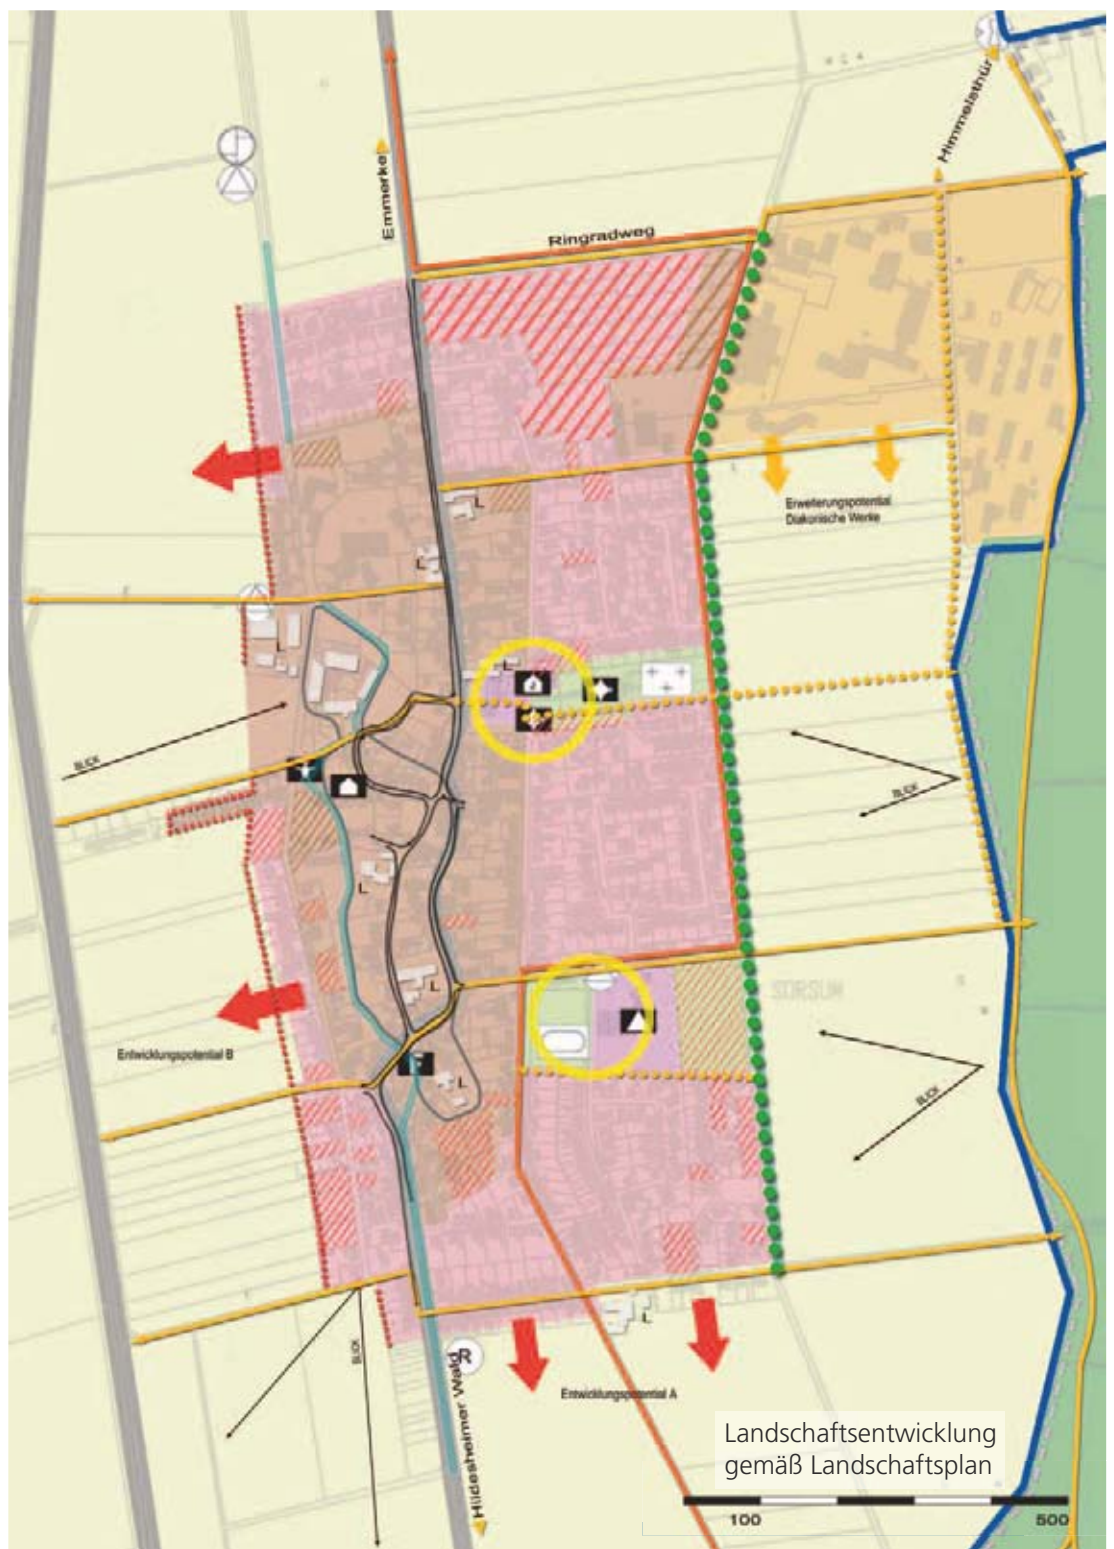 Himmelsthür
Emmerke
Ringradweg
Erweiterungspotential
Diakonische Werke
L
L
L
L
BLICK
BLICK
L
L
SORSUM
Entwicklungspotential B
L
BLICK
L
BLICK
R
Hildesheimer Wald
Entwicklungspotential A
Landschaftsentwicklung
gemäß Landschaftsplan
100
500